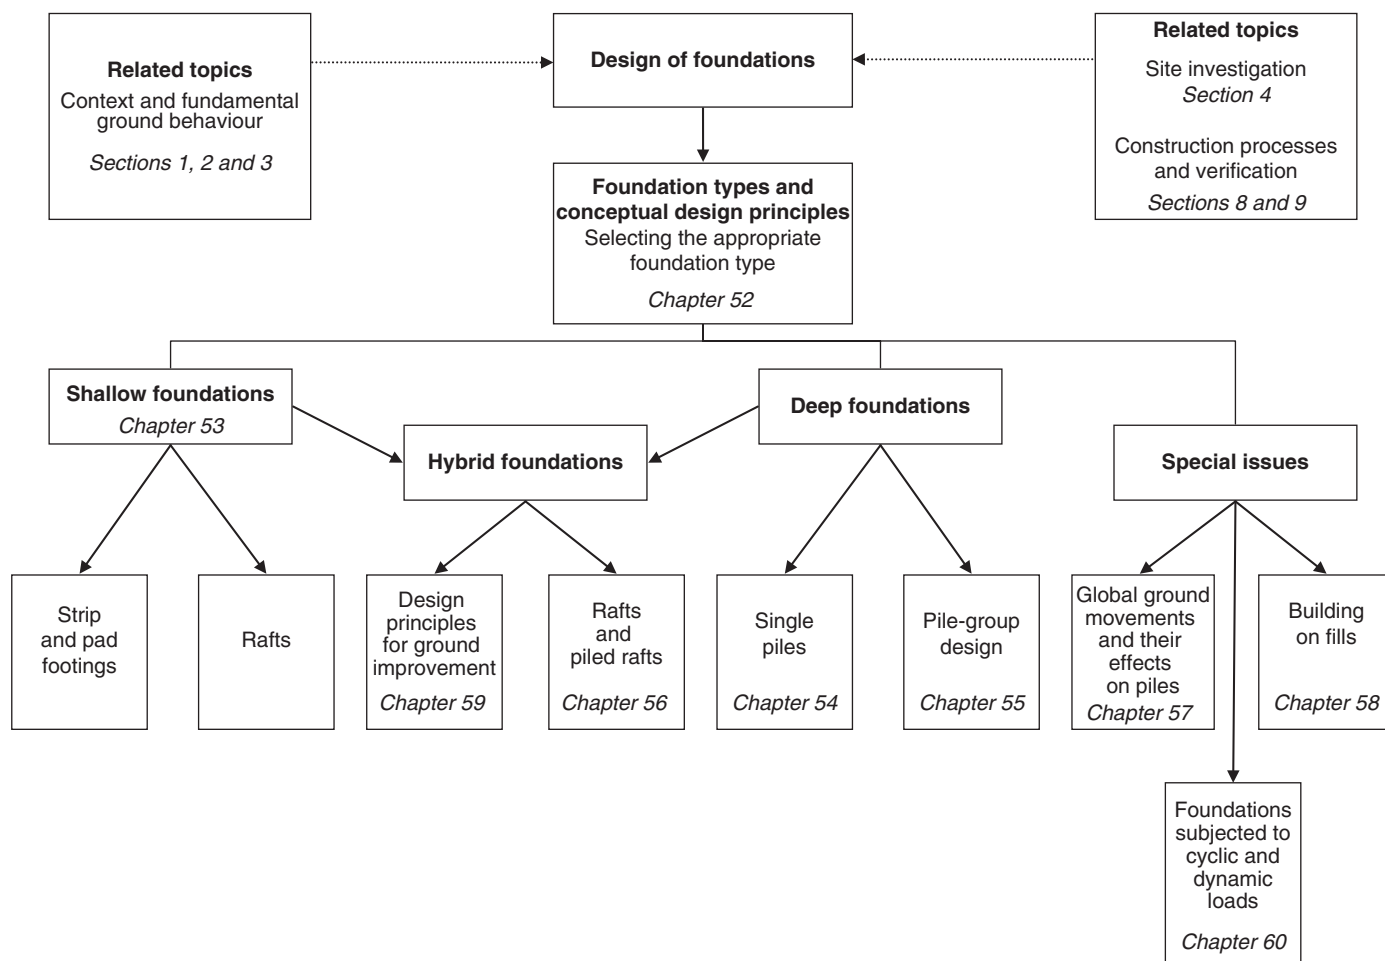 Related topics
Context and fundamental
ground behaviour
Sections 1, 2 and 3
Design of foundations
Related topics
Site investigation
Section 4
Construction processes
and verification
Sections 8 and 9
Foundation types and
conceptual design principles
Selecting the appropriate
foundation type
Chapter 52
Shallow foundations
Chapter 53
Hybrid foundations
Deep foundations
Special issues
Strip
and pad
footings
Rafts
Design
principles
for ground
improvement
Chapter 59
Rafts
and
piled rafts
Chapter 56
Single
piles
Chapter 54
Pile-group
design
Chapter 55
Global ground
movements
and their
effects
on piles
Chapter 57
Building
on fills
Chapter 58
Foundations
subjected to
cyclic and
dynamic
loads
Chapter 60